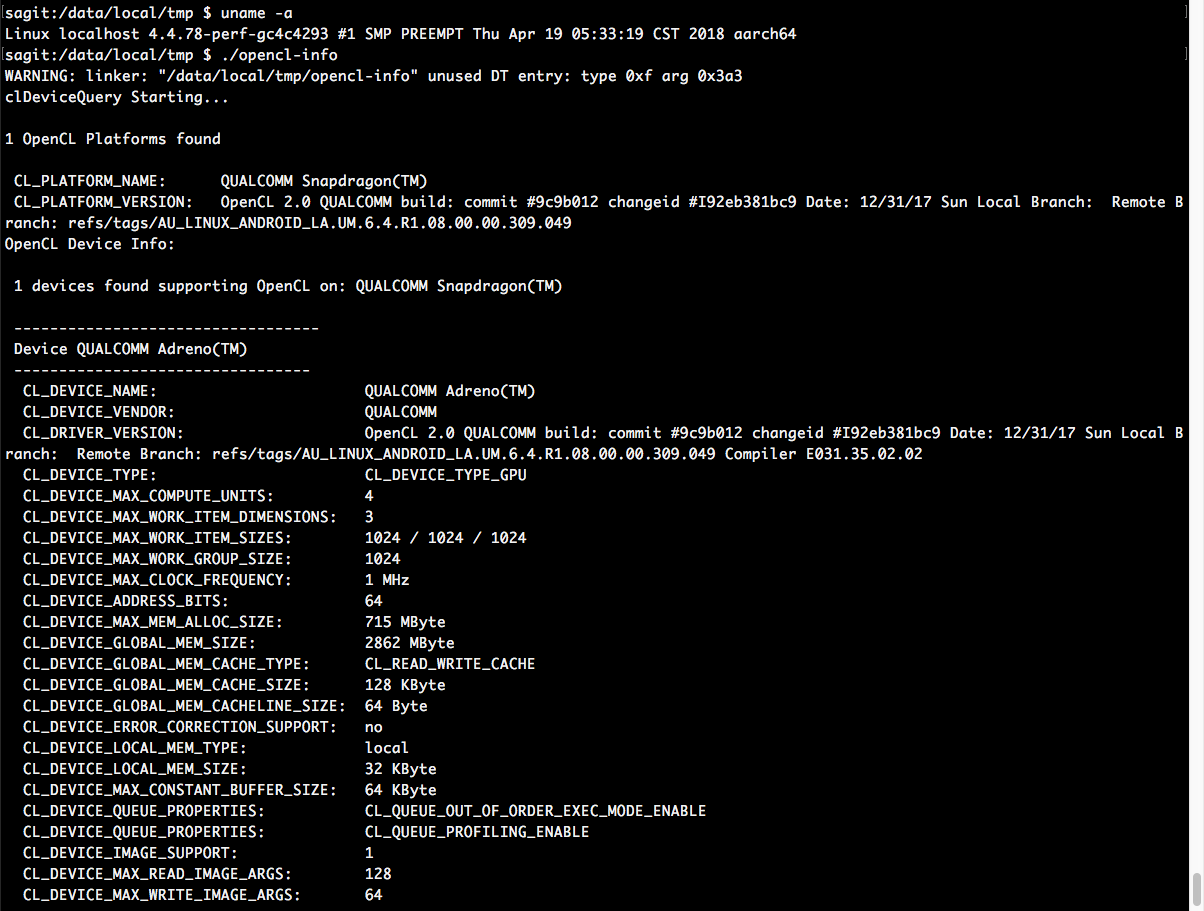 [sagit:/data/local/tmp $ uname -a ]
Linux localhost 4.4.78-perf-gc4c4293 #1 SMP PREEMPT Thu Apr 19 05:33:19 CST 2018 aarch64
[sagit:/data/local/tmp $ ./opencl-info ]
WARNING: linker: "/data/local/tmp/opencl-info" unused DT entry: type 0xf arg 0x3a3
clDeviceQuery Starting...
1 OpenCL Platforms found
CL_PLATFORM_NAME: QUALCOMM Snapdragon(TM)
CL_PLATFORM_VERSION: OpenCL 2.0 QUALCOMM build: commit #9c9b012 changeid #I92eb381bc9 Date: 12/31/17 Sun Local Branch:  Remote B
ranch: refs/tags/AU_LINUX_ANDROID_LA.UM.6.4.R1.08.00.00.309.049
OpenCL Device Info:
1 devices found supporting OpenCL on: QUALCOMM Snapdragon(TM)
----------------------------------
Device QUALCOMM Adreno(TM)
---------------------------------
CL_DEVICE_NAME: QUALCOMM Adreno(TM)
CL_DEVICE_VENDOR: QUALCOMM
CL_DRIVER_VERSION: OpenCL 2.0 QUALCOMM build: commit #9c9b012 changeid #I92eb381bc9 Date: 12/31/17 Sun Local B
ranch:  Remote Branch: refs/tags/AU_LINUX_ANDROID_LA.UM.6.4.R1.08.00.00.309.049 Compiler E031.35.02.02
CL_DEVICE_TYPE: CL_DEVICE_TYPE_GPU
CL_DEVICE_MAX_COMPUTE_UNITS: 4
CL_DEVICE_MAX_WORK_ITEM_DIMENSIONS: 3
CL_DEVICE_MAX_WORK_ITEM_SIZES: 1024 / 1024 / 1024
CL_DEVICE_MAX_WORK_GROUP_SIZE: 1024
CL_DEVICE_MAX_CLOCK_FREQUENCY: 1 MHz
CL_DEVICE_ADDRESS_BITS: 64
CL_DEVICE_MAX_MEM_ALLOC_SIZE: 715 MByte
CL_DEVICE_GLOBAL_MEM_SIZE: 2862 MByte
CL_DEVICE_GLOBAL_MEM_CACHE_TYPE: CL_READ_WRITE_CACHE
CL_DEVICE_GLOBAL_MEM_CACHE_SIZE: 128 KByte
CL_DEVICE_GLOBAL_MEM_CACHELINE_SIZE: 64 Byte
CL_DEVICE_ERROR_CORRECTION_SUPPORT: no
CL_DEVICE_LOCAL_MEM_TYPE: local
CL_DEVICE_LOCAL_MEM_SIZE: 32 KByte
CL_DEVICE_MAX_CONSTANT_BUFFER_SIZE: 64 KByte
CL_DEVICE_QUEUE_PROPERTIES: CL_QUEUE_OUT_OF_ORDER_EXEC_MODE_ENABLE
CL_DEVICE_QUEUE_PROPERTIES: CL_QUEUE_PROFILING_ENABLE
CL_DEVICE_IMAGE_SUPPORT: 1
CL_DEVICE_MAX_READ_IMAGE_ARGS: 128
CL_DEVICE_MAX_WRITE_IMAGE_ARGS: 64